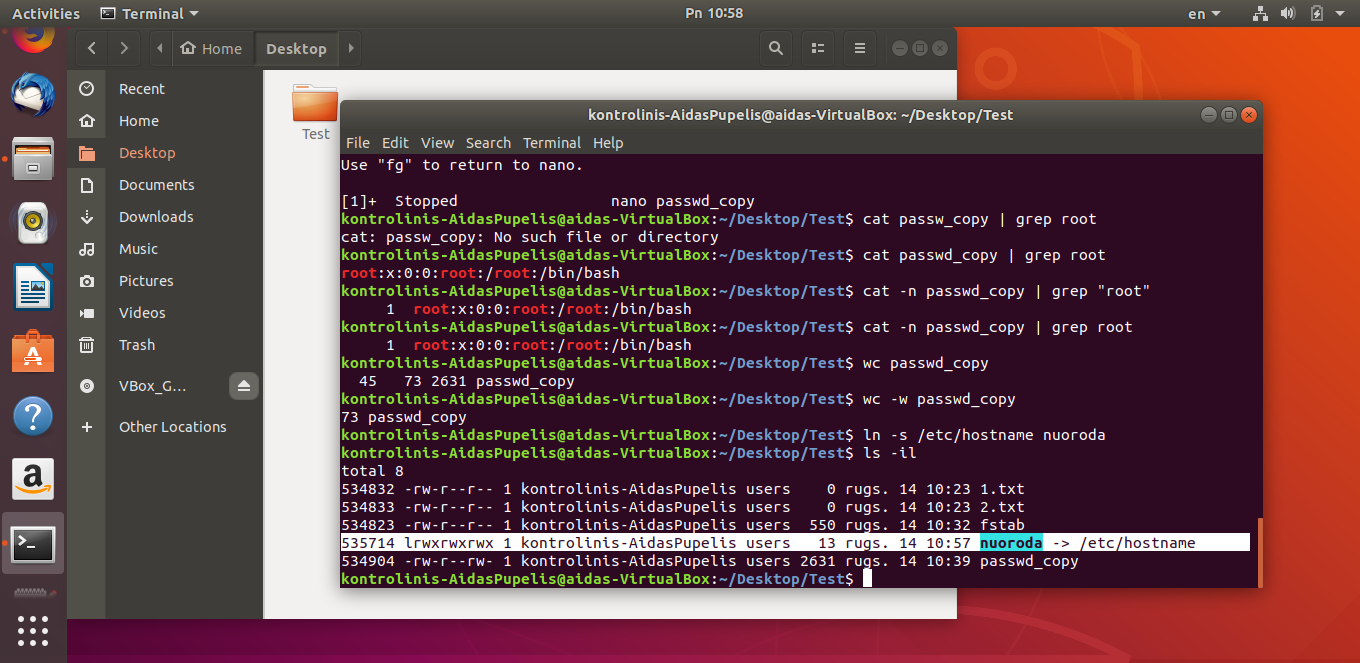 Activities Terminal Pn 10:58 en
Home Desktop
Recent
Home
Desktop
Documents
Downloads
Music
Pictures
Videos
Trash
VBox_G…
Other Locations
Test
kontrolinis-AidasPupelis@aidas-VirtualBox: ~/Desktop/Test
File Edit View Search Terminal Help
Use "fg" to return to nano.
[1]+  Stopped                 nano passwd_copy
kontrolinis-AidasPupelis@aidas-VirtualBox:~/Desktop/Test$ cat passw_copy | grep root
cat: passw_copy: No such file or directory
kontrolinis-AidasPupelis@aidas-VirtualBox:~/Desktop/Test$ cat passwd_copy | grep root
root:x:0:0:root:/root:/bin/bash
kontrolinis-AidasPupelis@aidas-VirtualBox:~/Desktop/Test$ cat -n passwd_copy | grep "root"
     1  root:x:0:0:root:/root:/bin/bash
kontrolinis-AidasPupelis@aidas-VirtualBox:~/Desktop/Test$ cat -n passwd_copy | grep root
     1  root:x:0:0:root:/root:/bin/bash
kontrolinis-AidasPupelis@aidas-VirtualBox:~/Desktop/Test$ wc passwd_copy
  45   73 2631 passwd_copy
kontrolinis-AidasPupelis@aidas-VirtualBox:~/Desktop/Test$ wc -w passwd_copy
73 passwd_copy
kontrolinis-AidasPupelis@aidas-VirtualBox:~/Desktop/Test$ ln -s /etc/hostname nuoroda
kontrolinis-AidasPupelis@aidas-VirtualBox:~/Desktop/Test$ ls -il
total 8
534832 -rw-r--r-- 1 kontrolinis-AidasPupelis users    0 rugs. 14 10:23 1.txt
534833 -rw-r--r-- 1 kontrolinis-AidasPupelis users    0 rugs. 14 10:23 2.txt
534823 -rw-r--r-- 1 kontrolinis-AidasPupelis users  550 rugs. 14 10:32 fstab
535714 lrwxrwxrwx 1 kontrolinis-AidasPupelis users   13 rugs. 14 10:57 nuoroda -> /etc/hostname
534904 -rw-r--rw- 1 kontrolinis-AidasPupelis users 2631 rugs. 14 10:39 passwd_copy
kontrolinis-AidasPupelis@aidas-VirtualBox:~/Desktop/Test$